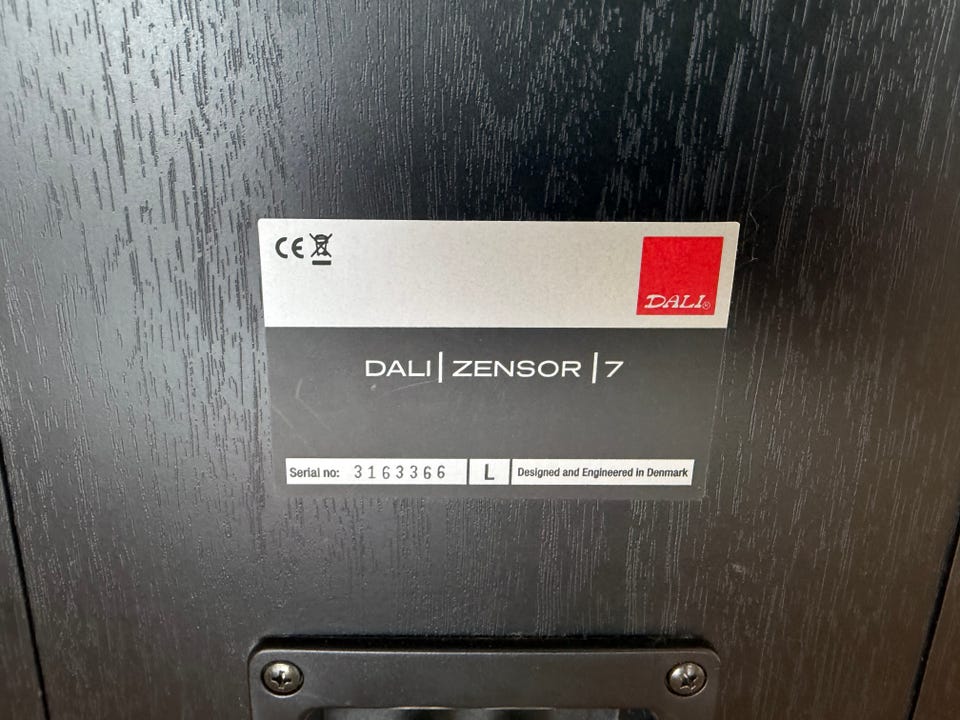 CE
DALI®
DALI|ZENSOR|7
Serial no: 3163366 L Designed and Engineered in Denmark